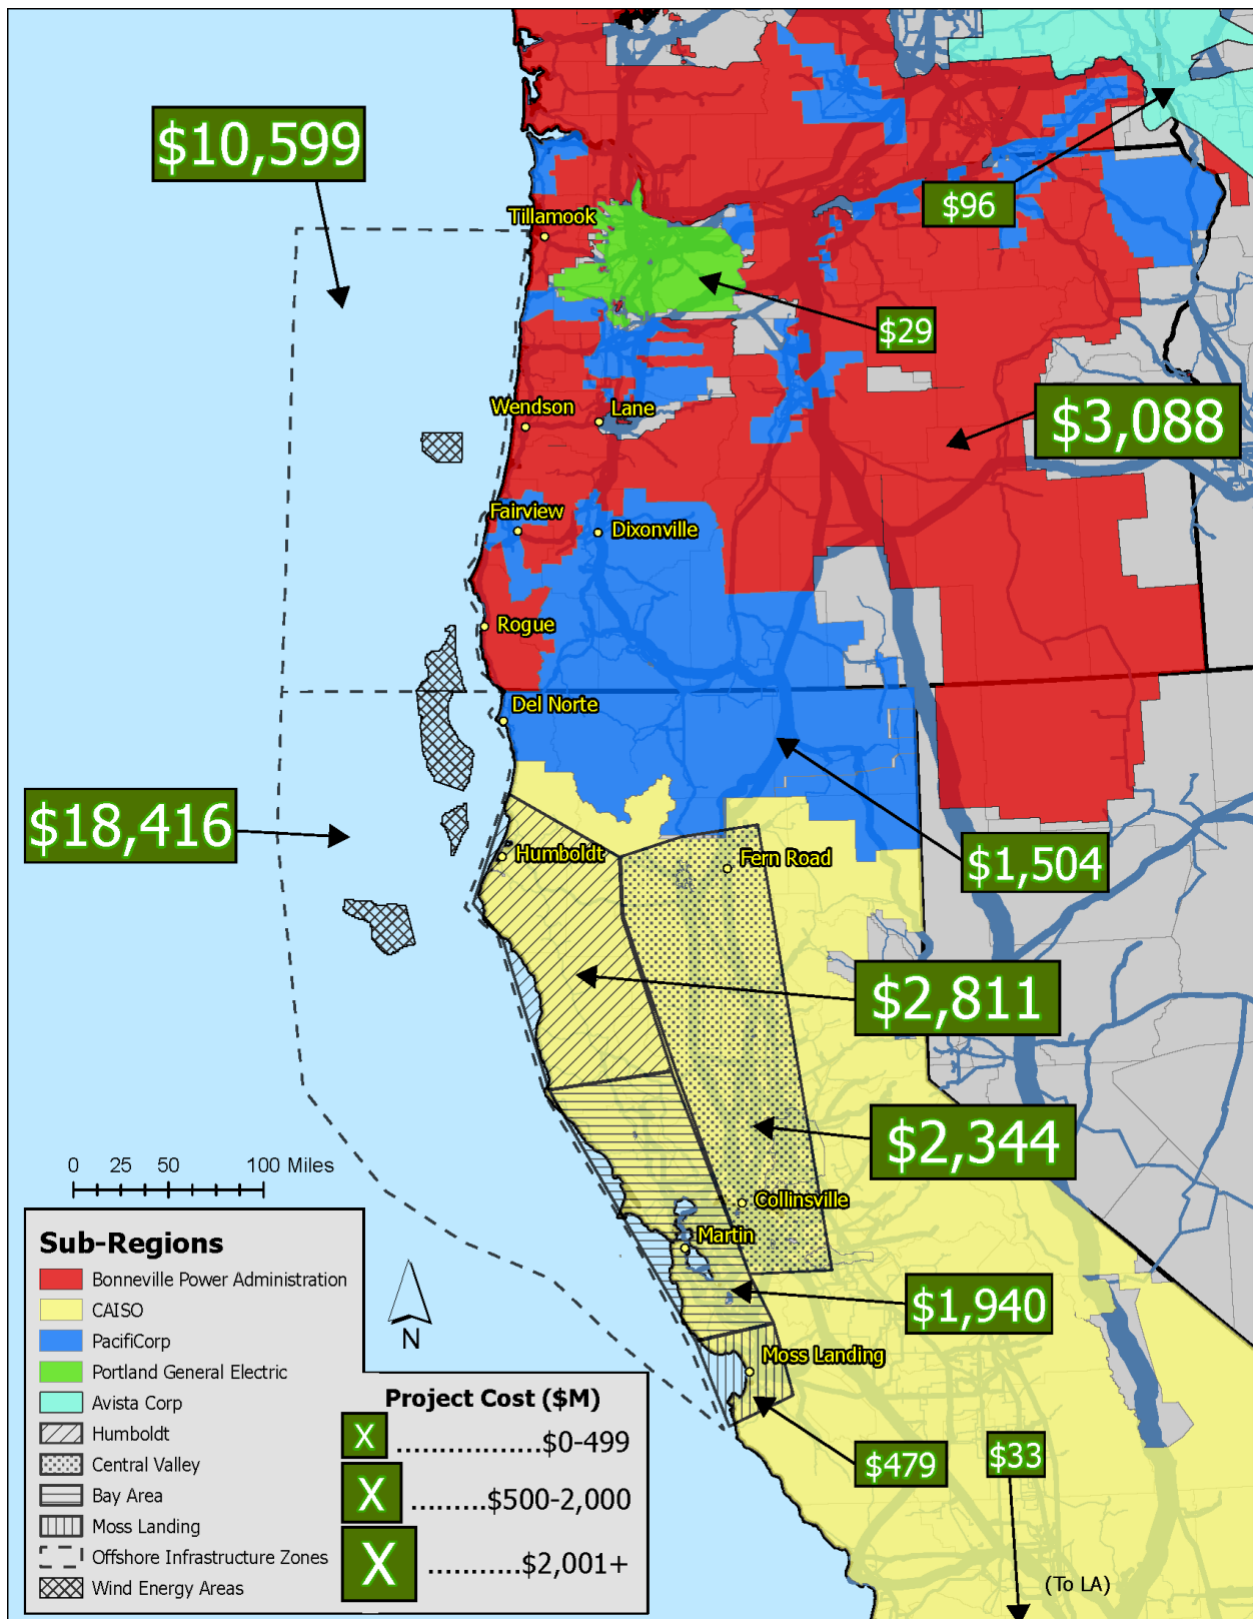 $10,599
$96
Tillamook
$29
$3,088
Wendson
Lane
Fairview
Dixonville
Rogue
Del Norte
$18,416
$1,504
Humboldt
Fern Road
$2,811
$2,344
0 25 50 100 Miles
Collinsville
Martin
$1,940
N
Moss Landing
$479
$33
(To LA)
Sub-Regions
Bonneville Power Administration
CAISO
PacifiCorp
Portland General Electric
Avista Corp
Humboldt
Central Valley
Bay Area
Moss Landing
Offshore Infrastructure Zones
Wind Energy Areas
Project Cost ($M)
X .................$0-499
X .........$500-2,000
X ...........$2,001+